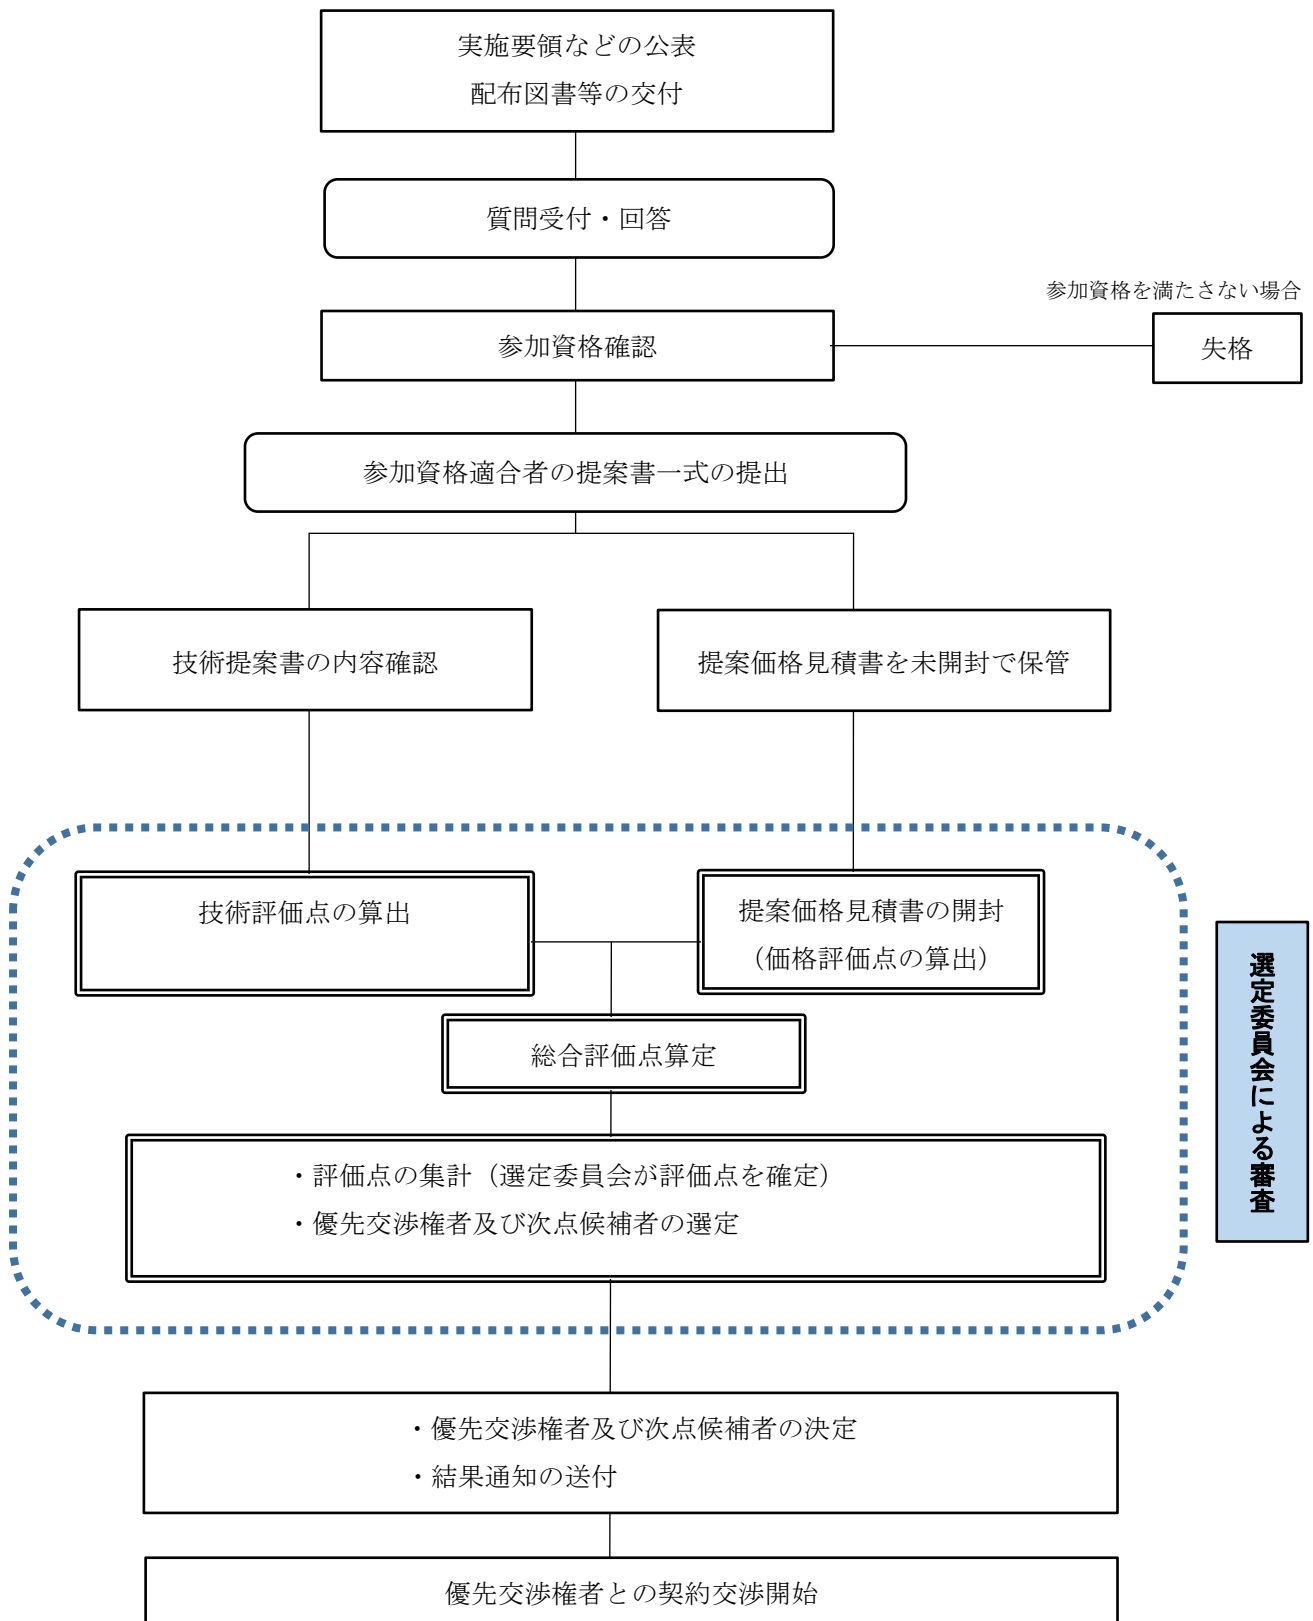 実施要領などの公表
配布図書等の交付
質問受付・回答
参加資格を満たさない場合
参加資格確認
失格
参加資格適合者の提案書一式の提出
技術提案書の内容確認
提案価格見積書を未開封で保管
技術評価点の算出
提案価格見積書の開封
（価格評価点の算出）
総合評価点算定
・評価点の集計（選定委員会が評価点を確定）
・優先交渉権者及び次点候補者の選定
選定委員会による審査
・優先交渉権者及び次点候補者の決定
・結果通知の送付
優先交渉権者との契約交渉開始